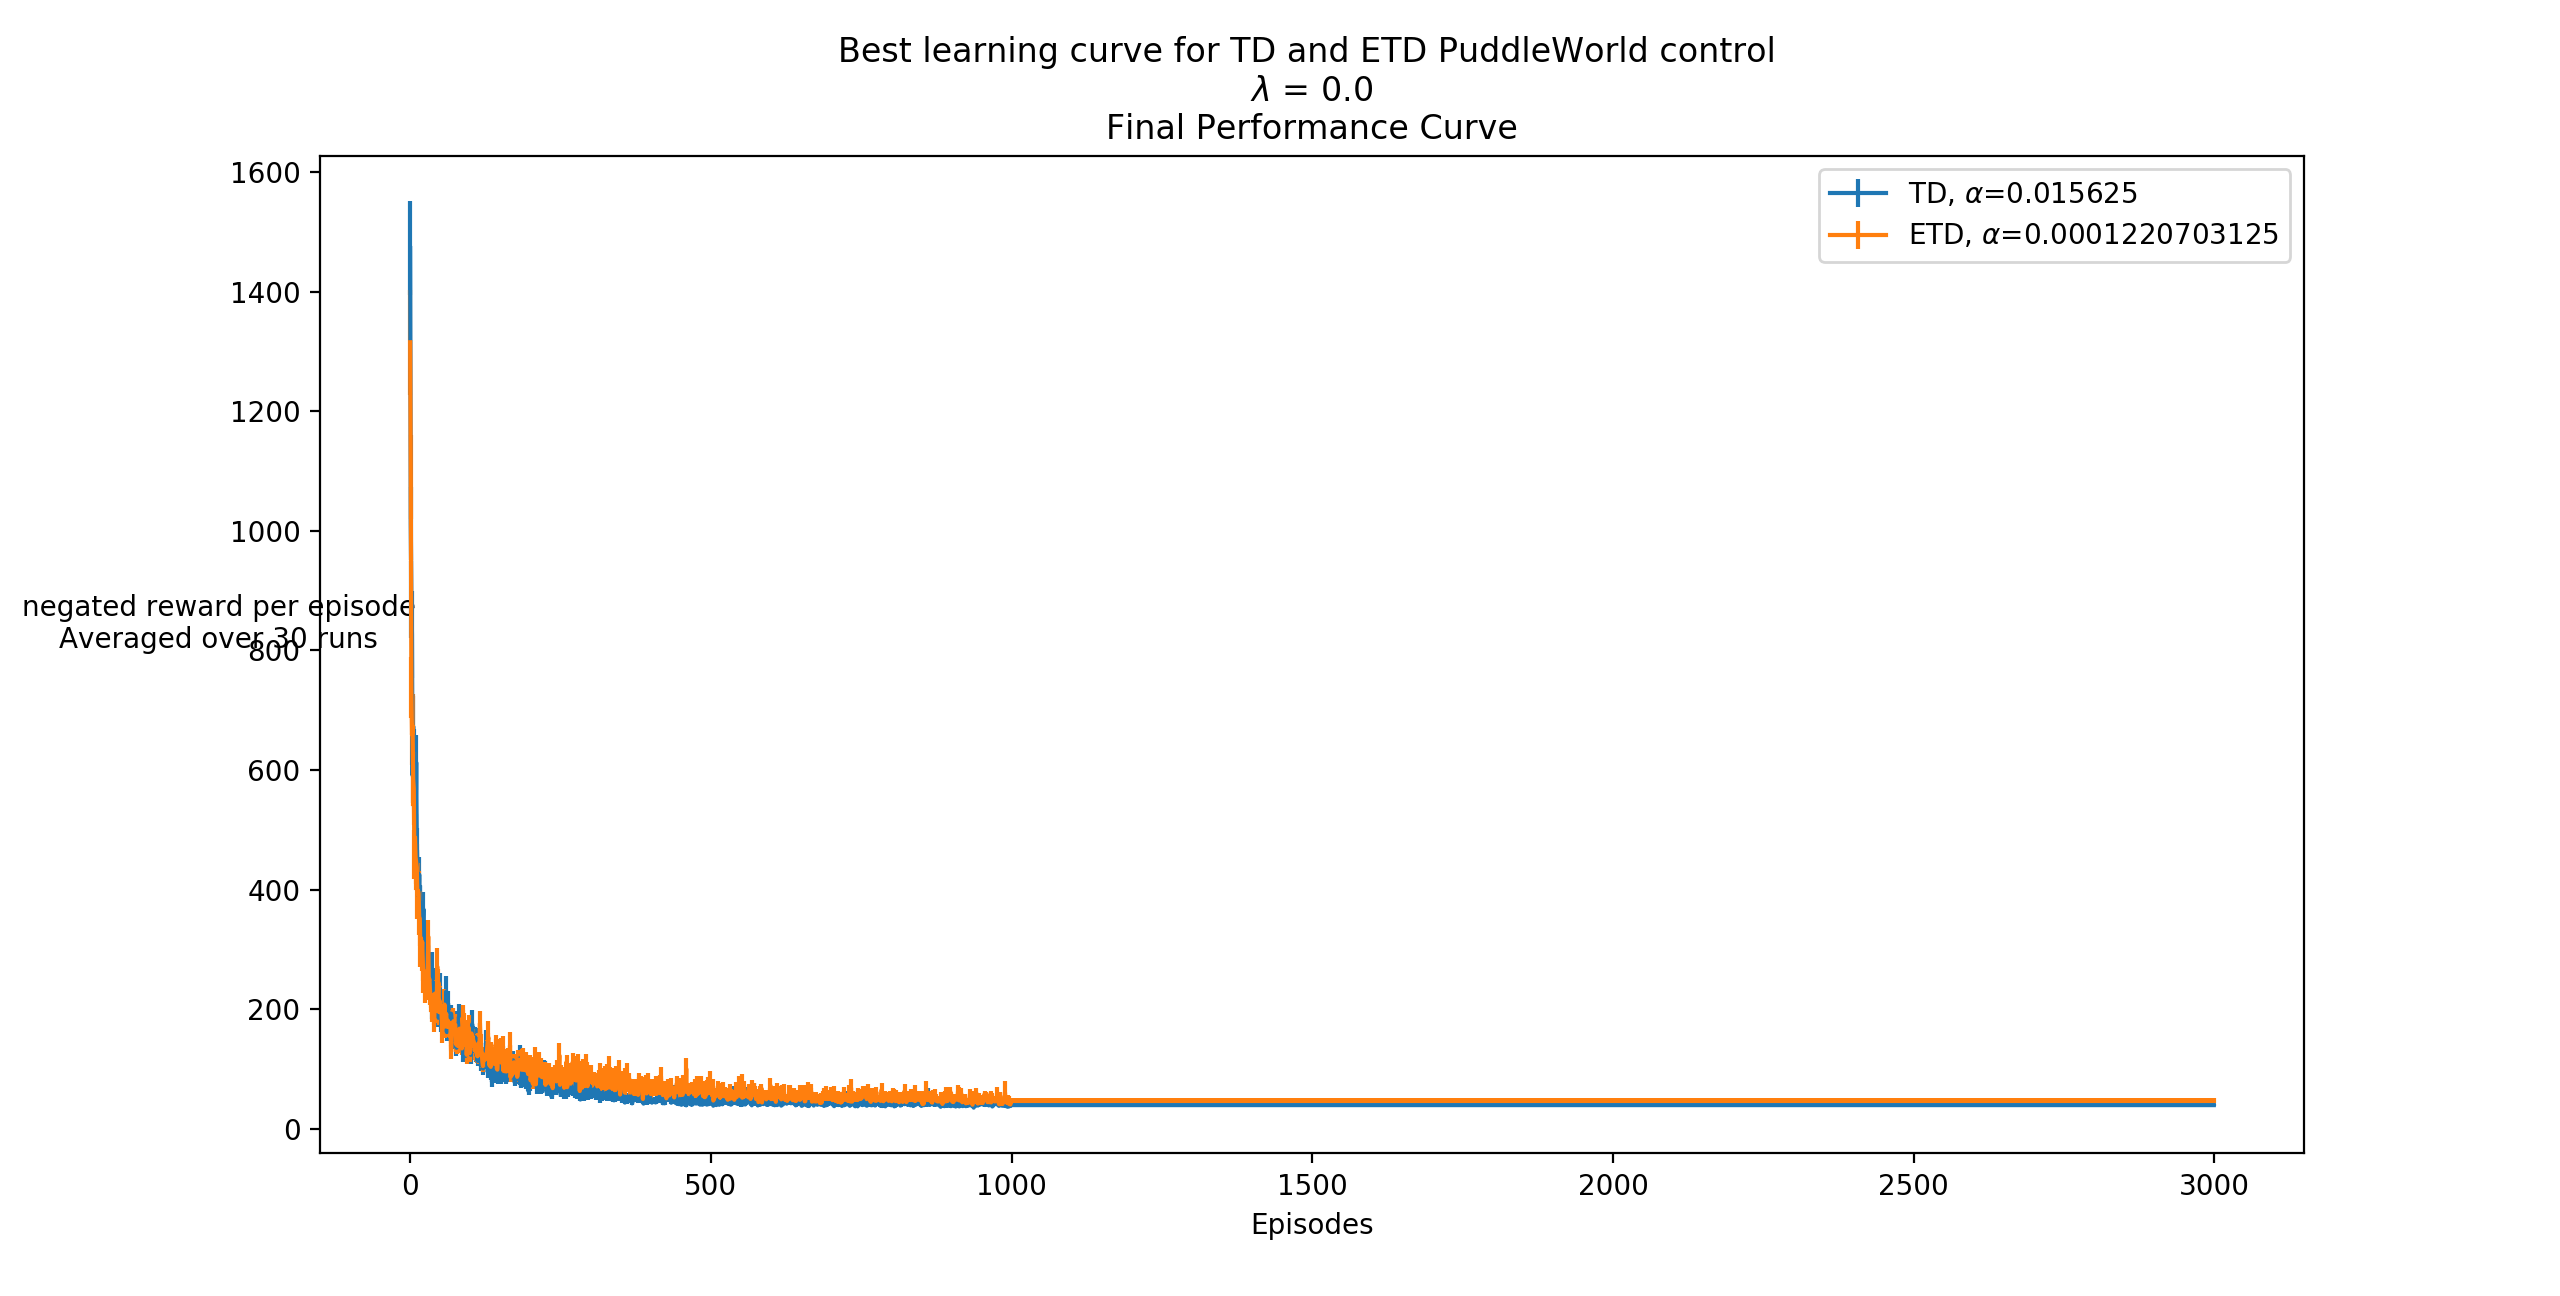 Best learning curve for TD and ETD PuddleWorld control
λ = 0.0
Final Performance Curve
TD, α=0.015625
ETD, α=0.0001220703125
1600
1400
1200
1000
800
600
400
200
0
negated reward per episode
Averaged over 30 runs
0 500 1000 1500 2000 2500 3000
Episodes